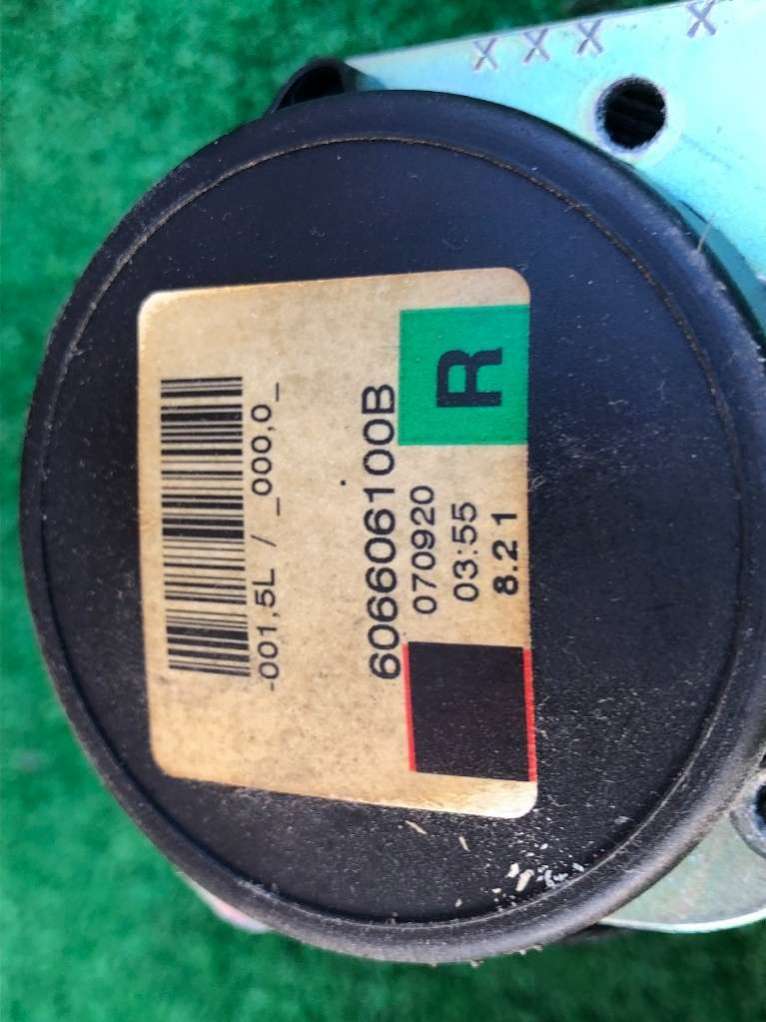 -001,5L / _000,0_
606606100B
070920
03:55
8.21
R
X X X X